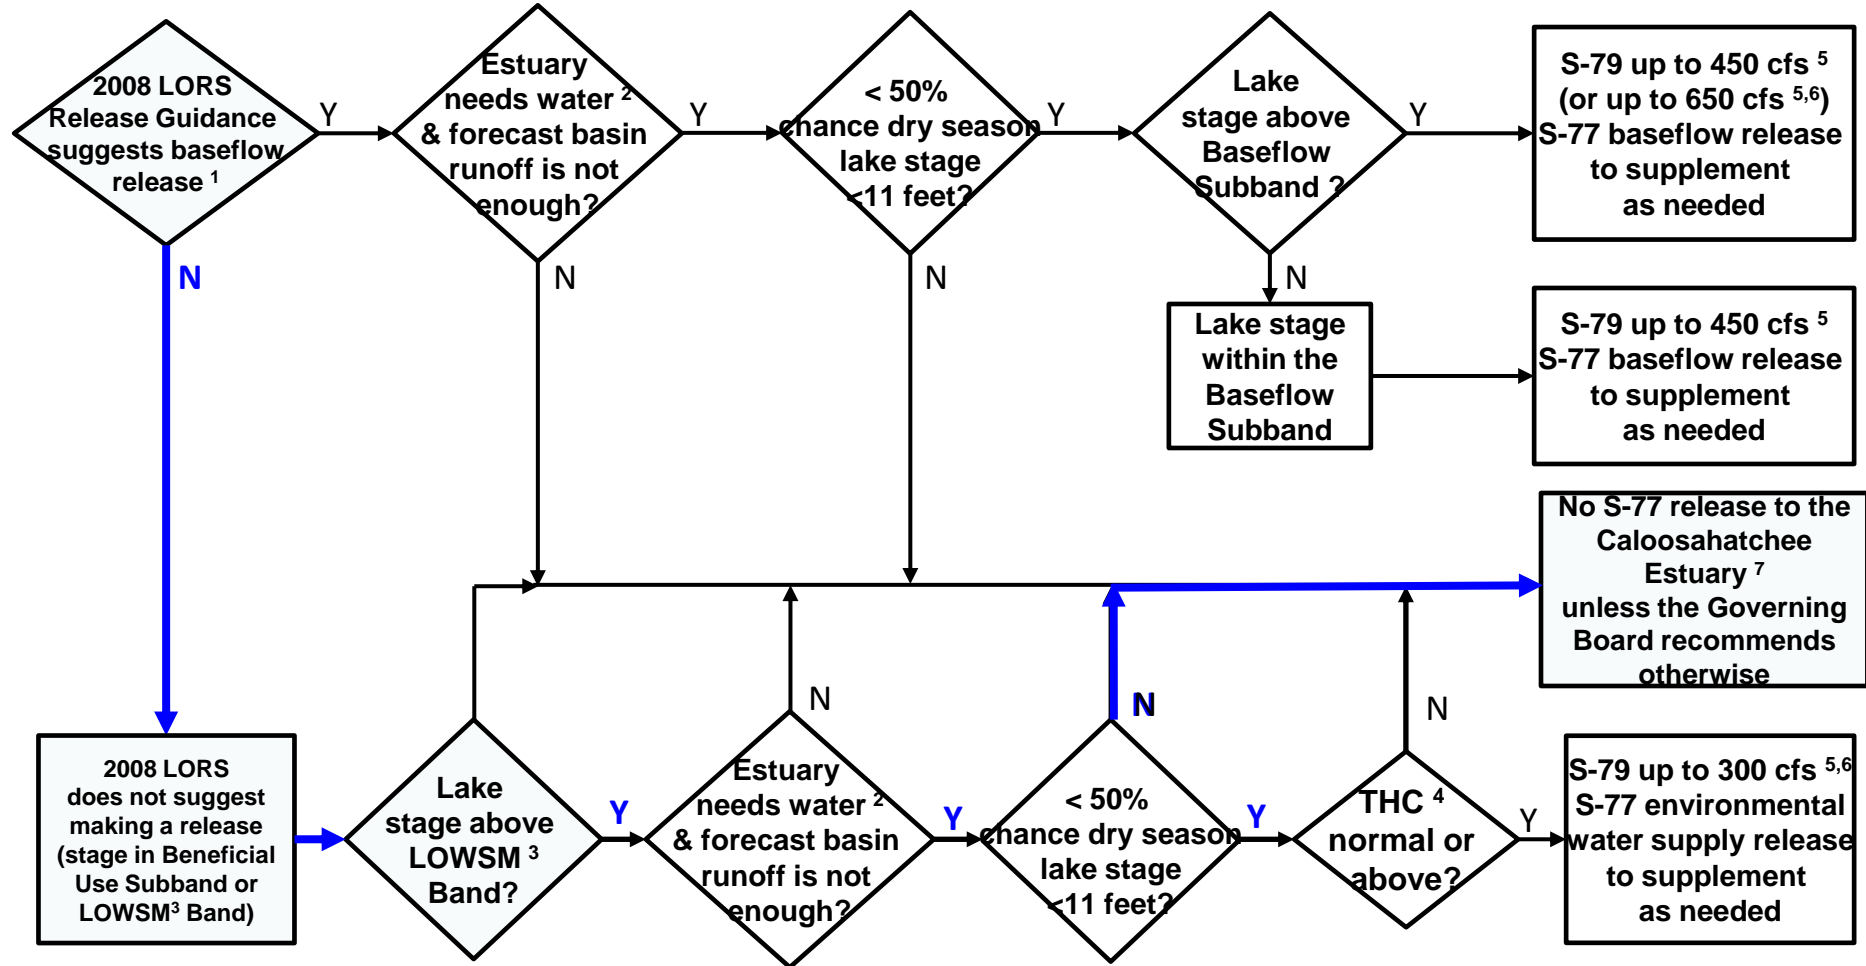 2008 LORS
Release Guidance
suggests baseflow
release 1
Y
N
Estuary
needs water 2
& forecast basin
runoff is not
enough?
Y
N
< 50%
chance dry season
lake stage
<11 feet?
Y
N
Lake
stage above
Baseflow
Subband ?
Y
N
S-79 up to 450 cfs 5
(or up to 650 cfs 5,6)
S-77 baseflow release
to supplement
as needed
Lake stage
within the
Baseflow
Subband
S-79 up to 450 cfs 5
S-77 baseflow release
to supplement
as needed
No S-77 release to the
Caloosahatchee
Estuary 7
unless the Governing
Board recommends
otherwise
2008 LORS
does not suggest
making a release
(stage in Beneficial
Use Subband or
LOWSM3 Band)
Lake
stage above
LOWSM 3
Band?
Y
Estuary
needs water 2
& forecast basin
runoff is not
enough?
N
Y
< 50%
chance dry season
lake stage
<11 feet?
N
Y
THC 4
normal or
above?
N
Y
S-79 up to 300 cfs 5,6
S-77 environmental
water supply release
to supplement
as needed